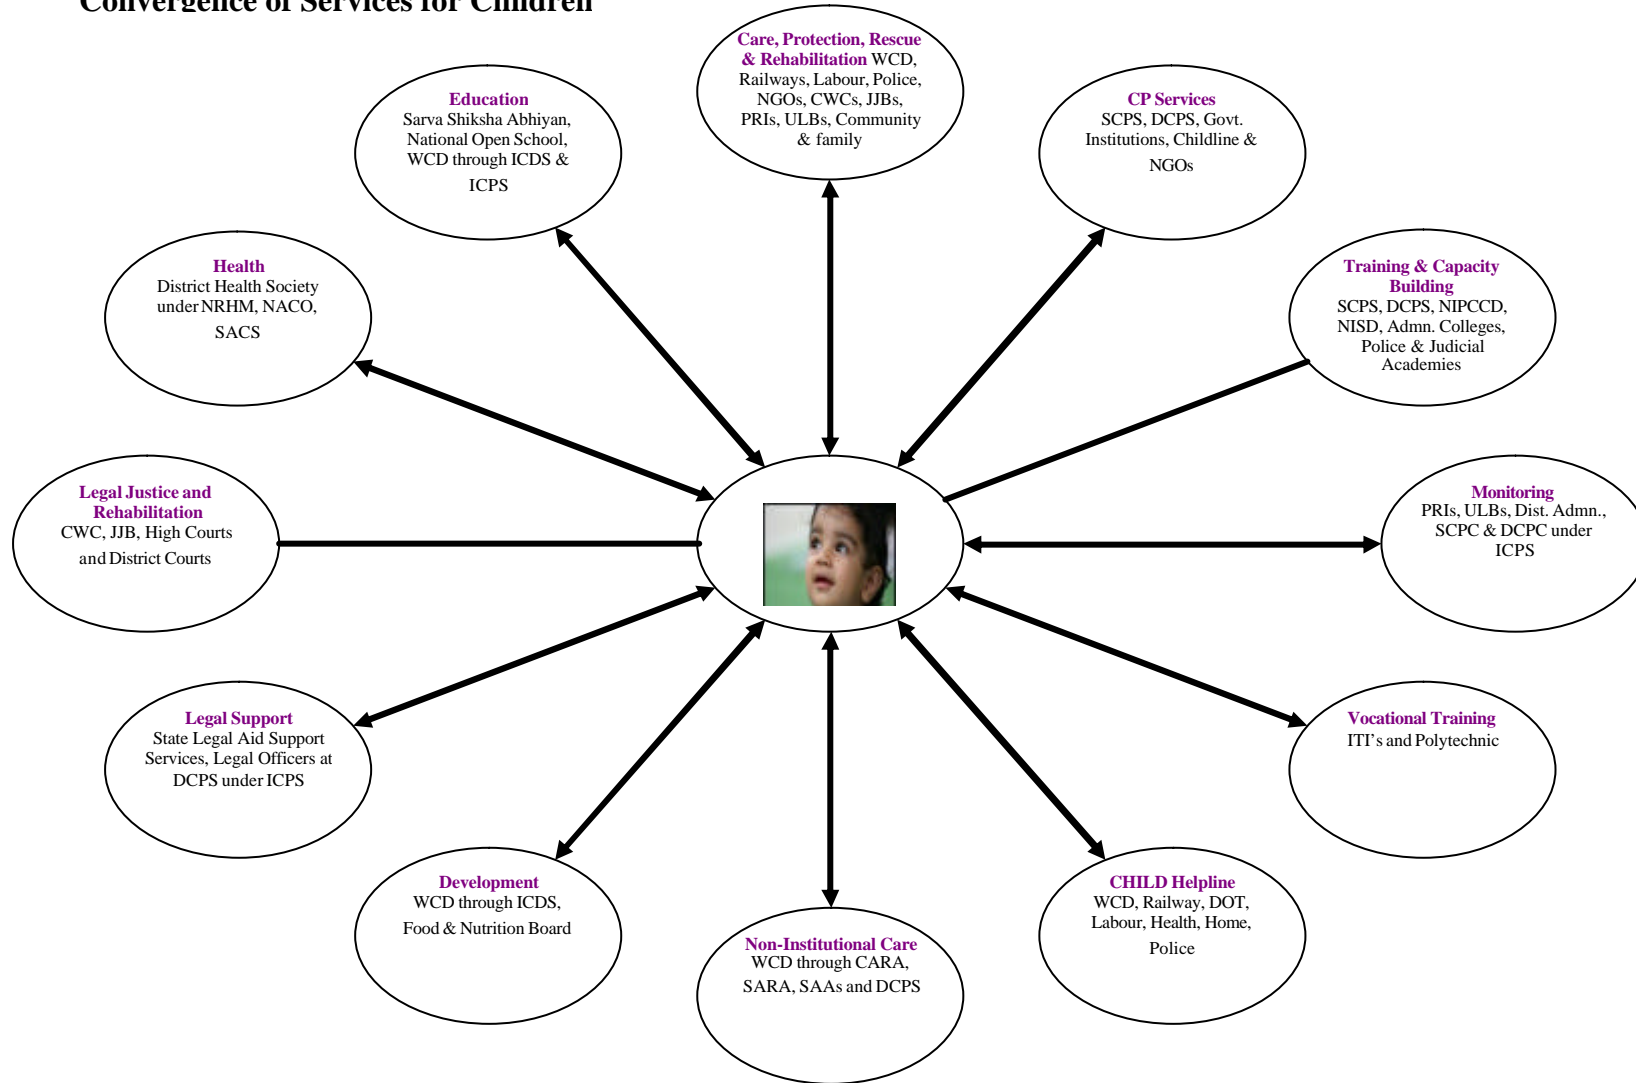 Convergence of Services for Children
Care, Protection, Rescue
& Rehabilitation WCD,
Railways, Labour, Police,
NGOs, CWCs, JJBs,
PRIs, ULBs, Community
& family
Education
Sarva Shiksha Abhiyan,
National Open School,
WCD through ICDS &
ICPS
CP Services
SCPS, DCPS, Govt.
Institutions, Childline &
NGOs
Health
District Health Society
under NRHM, NACO,
SACS
Training & Capacity
Building
SCPS, DCPS, NIPCCD,
NISD, Admn. Colleges,
Police & Judicial
Academies
Legal Justice and
Rehabilitation
CWC, JJB, High Courts
and District Courts
Monitoring
PRIs, ULBs, Dist. Admn.,
SCPC & DCPC under
ICPS
Legal Support
State Legal Aid Support
Services, Legal Officers at
DCPS under ICPS
Vocational Training
ITI's and Polytechnic
Development
WCD through ICDS,
Food & Nutrition Board
Non-Institutional Care
WCD through CARA,
SARA, SAAs and DCPS
CHILD Helpline
WCD, Railway, DOT,
Labour, Health, Home,
Police